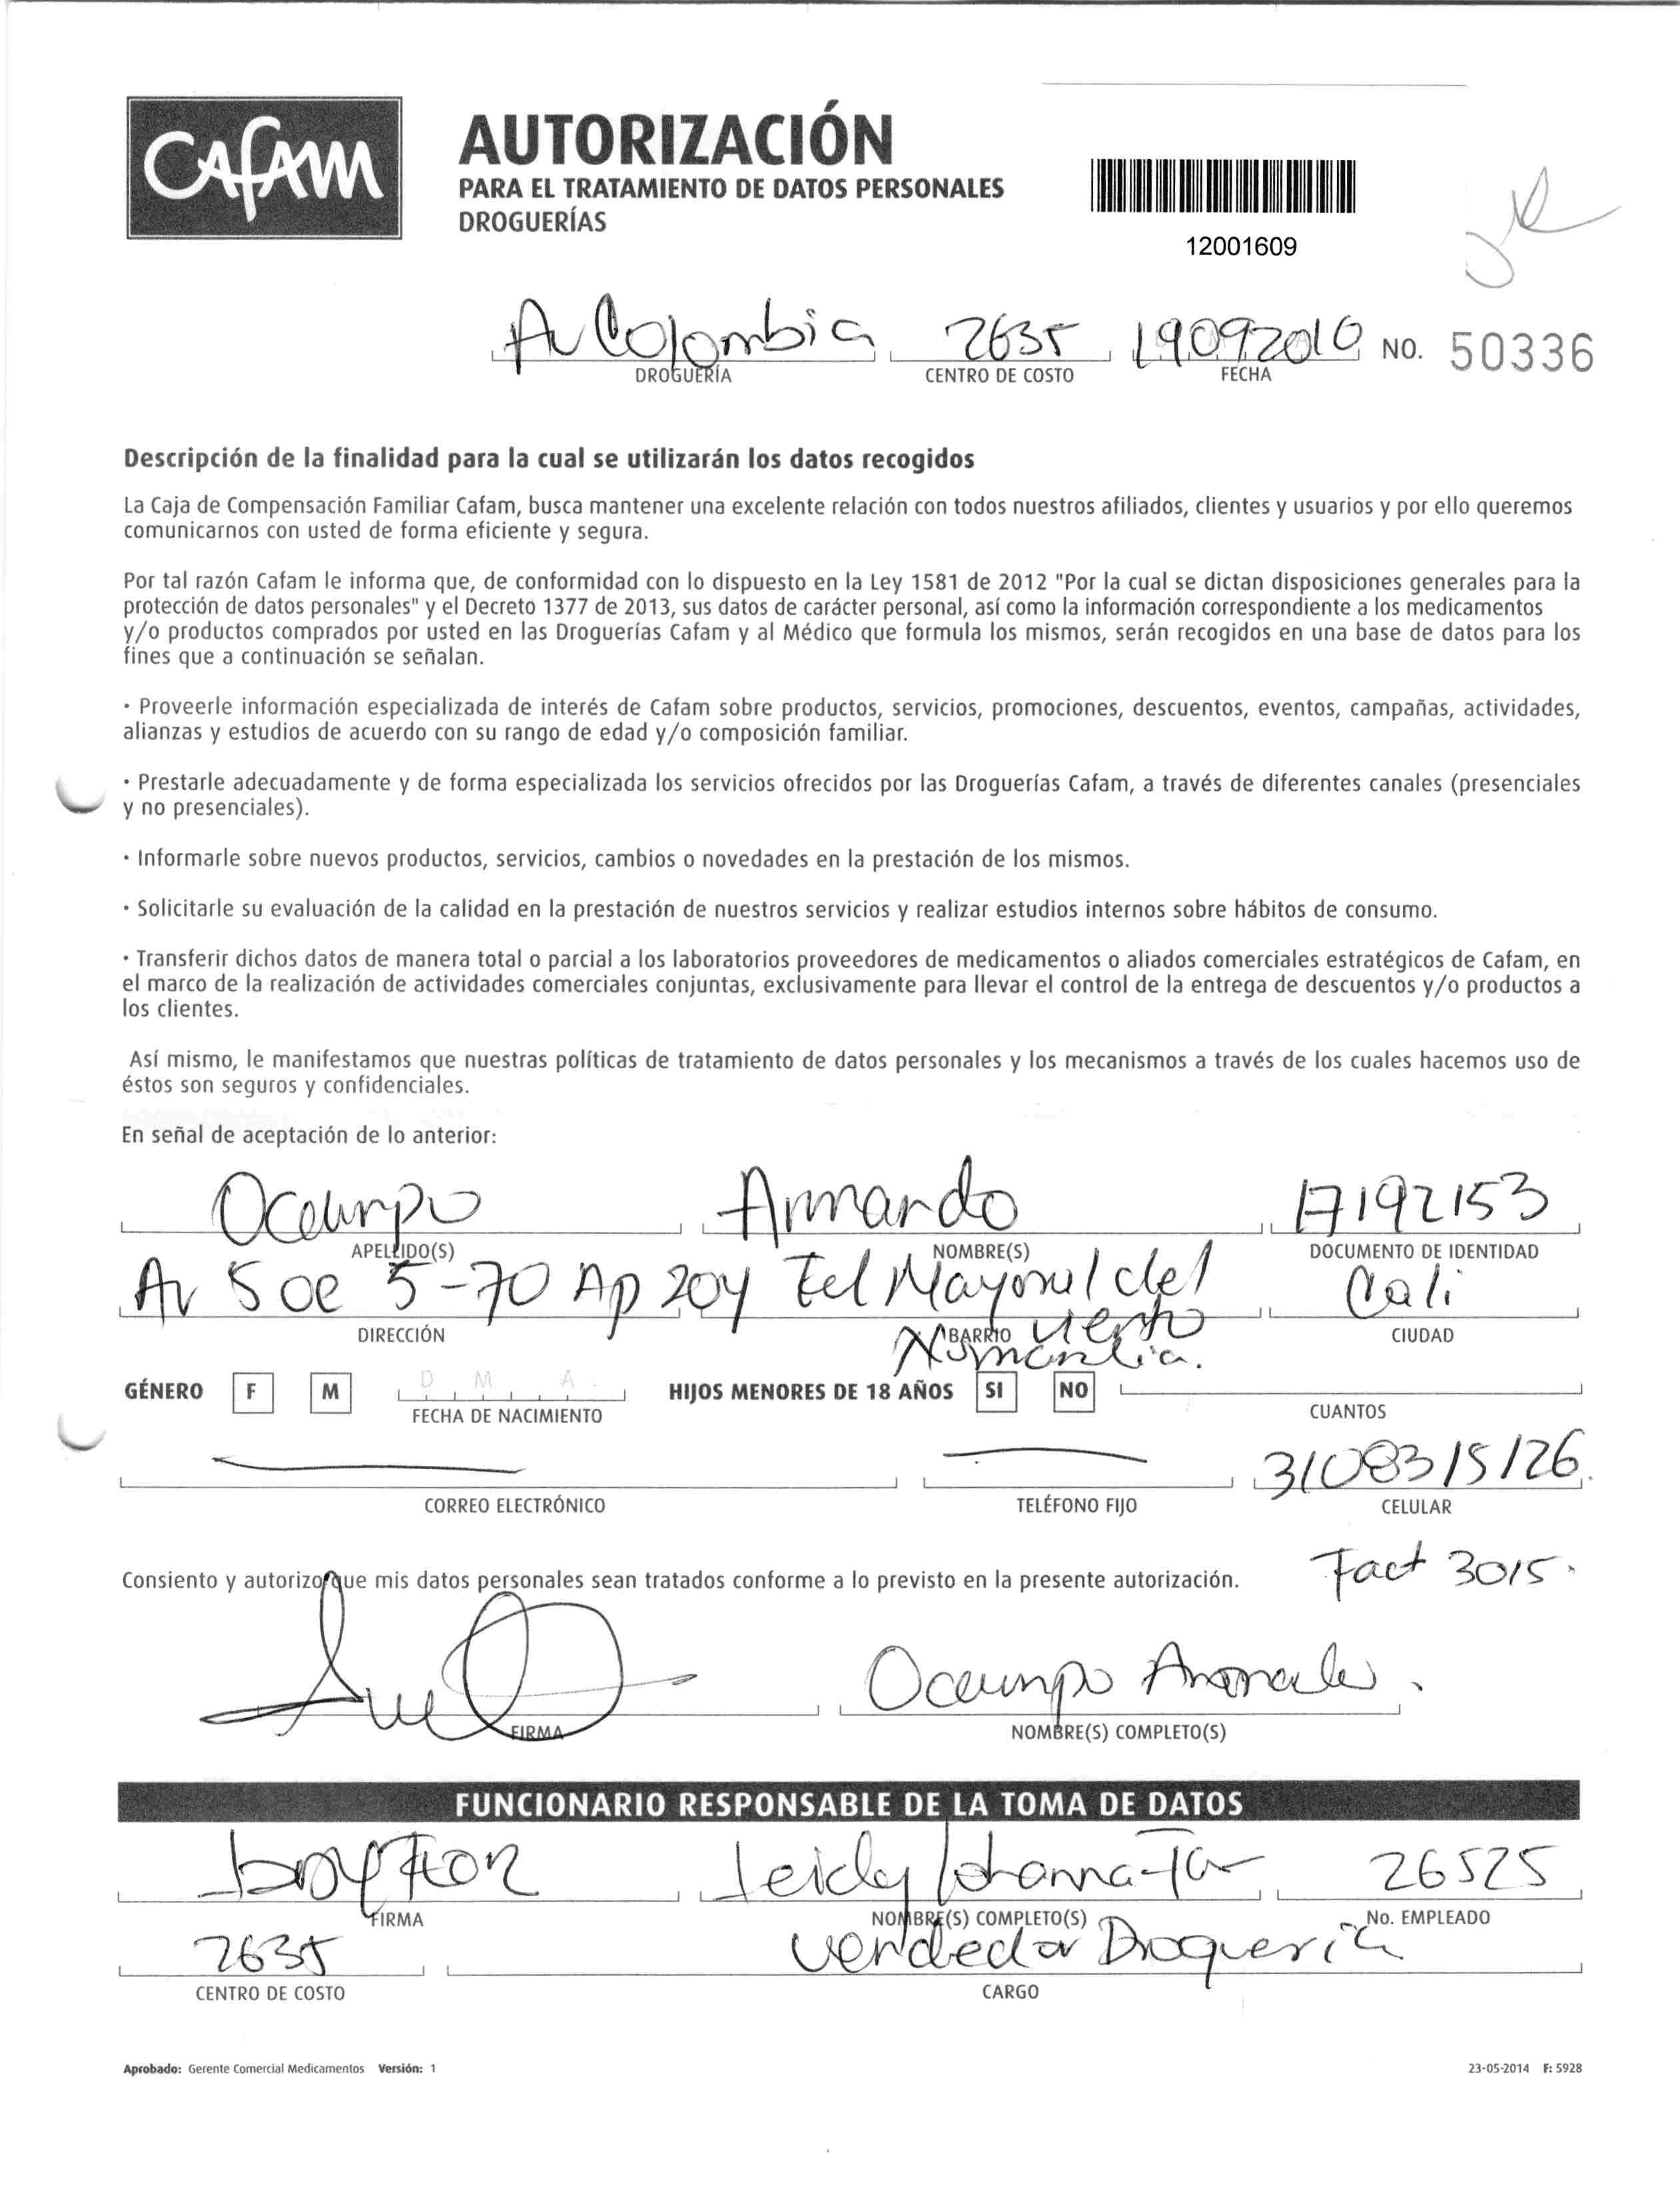 CAFAM
AUTORIZACIÓN
PARA EL TRATAMIENTO DE DATOS PERSONALES
DROGUERÍAS
12001609
Av Colombia 2635 19092010 NO. 50336
DROGUERÍA CENTRO DE COSTO FECHA
Descripción de la finalidad para la cual se utilizarán los datos recogidos
La Caja de Compensación Familiar Cafam, busca mantener una excelente relación con todos nuestros afiliados, clientes y usuarios y por ello queremos
comunicarnos con usted de forma eficiente y segura.
Por tal razón Cafam le informa que, de conformidad con lo dispuesto en la Ley 1581 de 2012 "Por la cual se dictan disposiciones generales para la
protección de datos personales" y el Decreto 1377 de 2013, sus datos de carácter personal, así como la información correspondiente a los medicamentos
y/o productos comprados por usted en las Droguerías Cafam y al Médico que formula los mismos, serán recogidos en una base de datos para los
fines que a continuación se señalan.
· Proveerle información especializada de interés de Cafam sobre productos, servicios, promociones, descuentos, eventos, campañas, actividades,
alianzas y estudios de acuerdo con su rango de edad y/o composición familiar.
· Prestarle adecuadamente y de forma especializada los servicios ofrecidos por las Droguerías Cafam, a través de diferentes canales (presenciales
y no presenciales).
· Informarle sobre nuevos productos, servicios, cambios o novedades en la prestación de los mismos.
· Solicitarle su evaluación de la calidad en la prestación de nuestros servicios y realizar estudios internos sobre hábitos de consumo.
· Transferir dichos datos de manera total o parcial a los laboratorios proveedores de medicamentos o aliados comerciales estratégicos de Cafam, en
el marco de la realización de actividades comerciales conjuntas, exclusivamente para llevar el control de la entrega de descuentos y/o productos a
los clientes.
Así mismo, le manifestamos que nuestras políticas de tratamiento de datos personales y los mecanismos a través de los cuales hacemos uso de
éstos son seguros y confidenciales.
En señal de aceptación de lo anterior:
Ocampo Armando 17192153
APELLIDO(S) NOMBRE(S) DOCUMENTO DE IDENTIDAD
Av 5 oe 5-70 Ap 204 Eel Mayoral del Cali
viento
DIRECCIÓN BARRIO CIUDAD
Normandia.
GÉNERO F M D M A HIJOS MENORES DE 18 AÑOS SI NO
FECHA DE NACIMIENTO CUANTOS
3108315126
CORREO ELECTRÓNICO TELÉFONO FIJO CELULAR
Consiento y autorizo que mis datos personales sean tratados conforme a lo previsto en la presente autorización. Fact 3015.
Ocampo Armando.
FIRMA NOMBRE(S) COMPLETO(S)
FUNCIONARIO RESPONSABLE DE LA TOMA DE DATOS
Leidy Johanna 26525
FIRMA NOMBRE(S) COMPLETO(S) No. EMPLEADO
2635 vendedor Drogueria
CENTRO DE COSTO CARGO
Aprobado: Gerente Comercial Medicamentos Versión: 1 23-05-2014 F: 5928